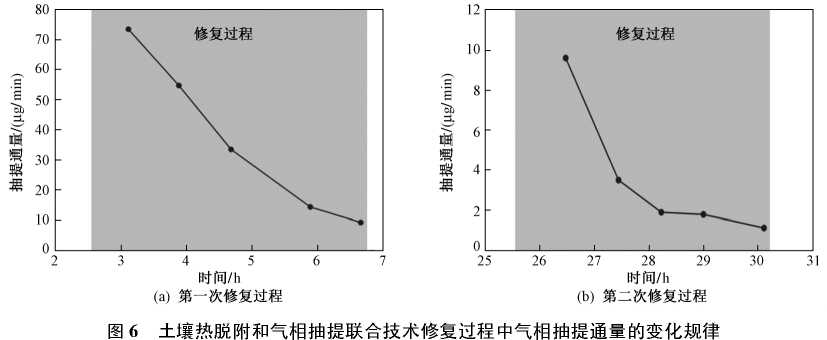 80
70
60
50
40
30
20
10
0
抽提通量/(μg/min)
修复过程
2 3 4 5 6 7
时间/h
(a) 第一次修复过程
12
10
8
6
4
2
0
抽提通量/(μg/min)
修复过程
25 26 27 28 29 30 31
时间/h
(b) 第二次修复过程
图 6 土壤热脱附和气相抽提联合技术修复过程中气相抽提通量的变化规律